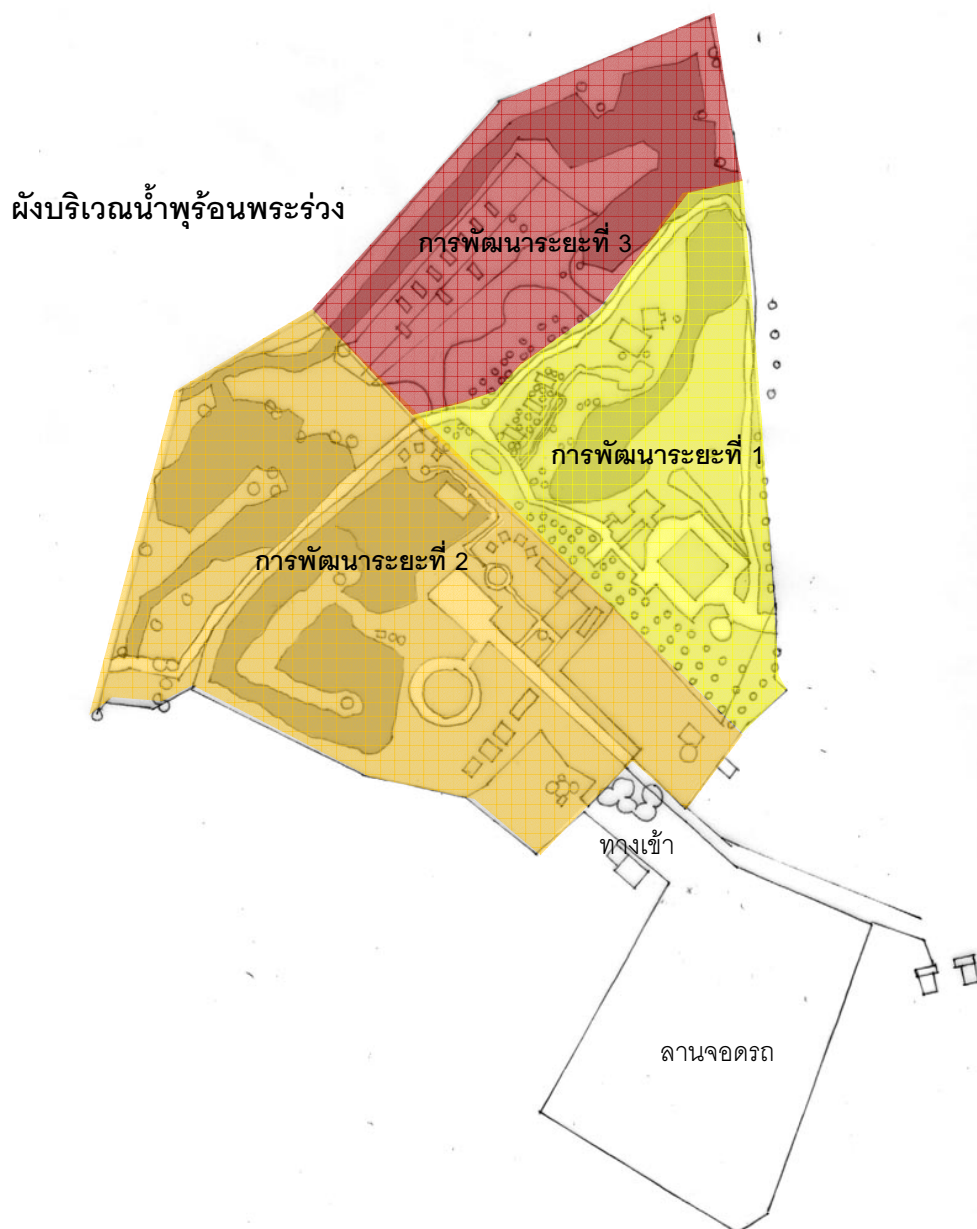 ผังบริเวณน้ำพุร้อนพระร่วง
การพัฒนาระยะที่ 3
การพัฒนาระยะที่ 1
การพัฒนาระยะที่ 2
ทางเข้า
ลานจอดรถ